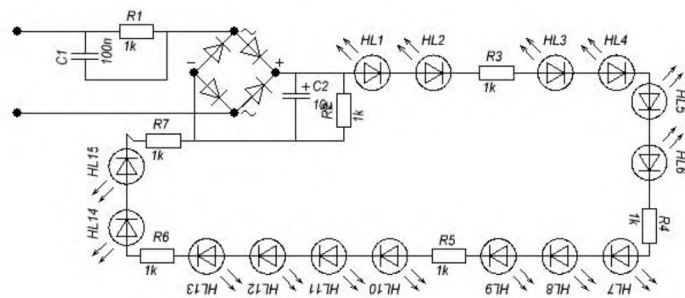 R1
1k
C1
100n
~
~
−
+
+
C2
1k
HL1
HL2
R3
1k
HL3
HL4
HL5
HL6
R4
1k
HL7
HL8
HL9
R5
1k
HL10
HL11
HL12
HL13
R6
1k
HL14
HL15
R7
1k